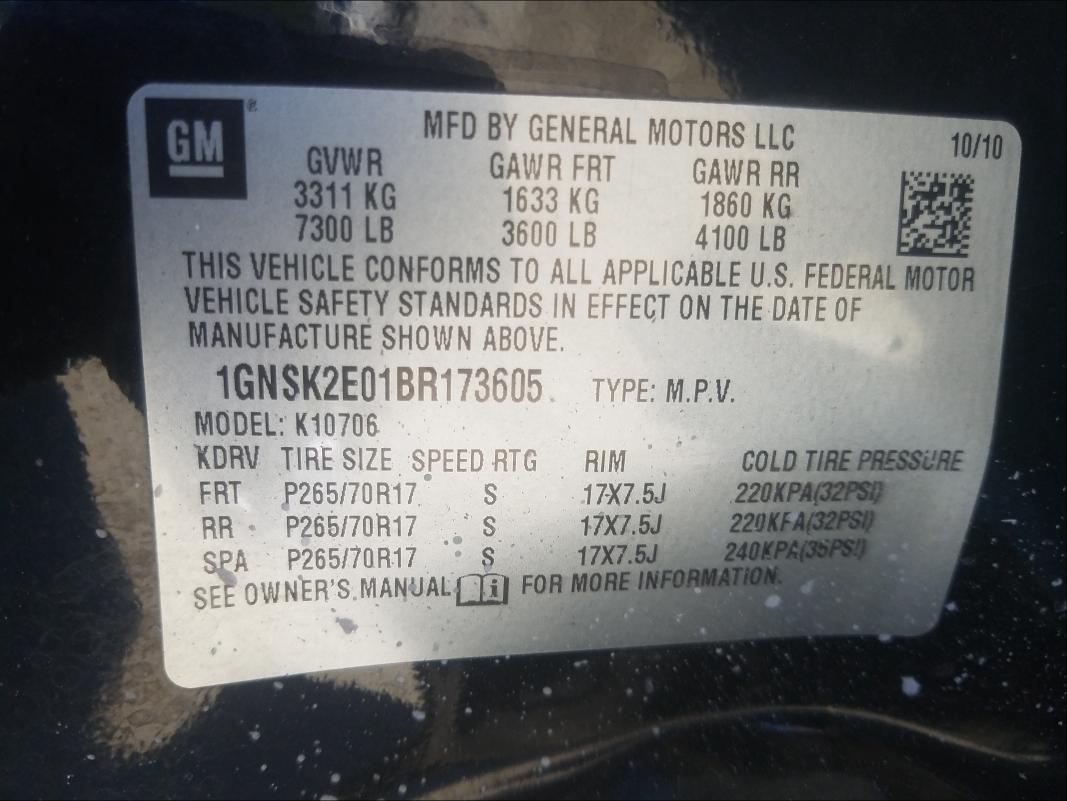 GM ®
MFD BY GENERAL MOTORS LLC
10/10
GVWR GAWR FRT GAWR RR
3311 KG 1633 KG 1860 KG
7300 LB 3600 LB 4100 LB
THIS VEHICLE CONFORMS TO ALL APPLICABLE U.S. FEDERAL MOTOR
VEHICLE SAFETY STANDARDS IN EFFECT ON THE DATE OF
MANUFACTURE SHOWN ABOVE.
1GNSK2E01BR173605 TYPE: M.P.V.
MODEL: K10706
KDRV TIRE SIZE SPEED RTG RIM COLD TIRE PRESSURE
FRT P265/70R17 S 17X7.5J 220KPA(32PSI)
RR P265/70R17 S 17X7.5J 220KPA(32PSI)
SPA P265/70R17 S 17X7.5J 240KPA(35PSI)
SEE OWNER'S MANUAL i FOR MORE INFORMATION.